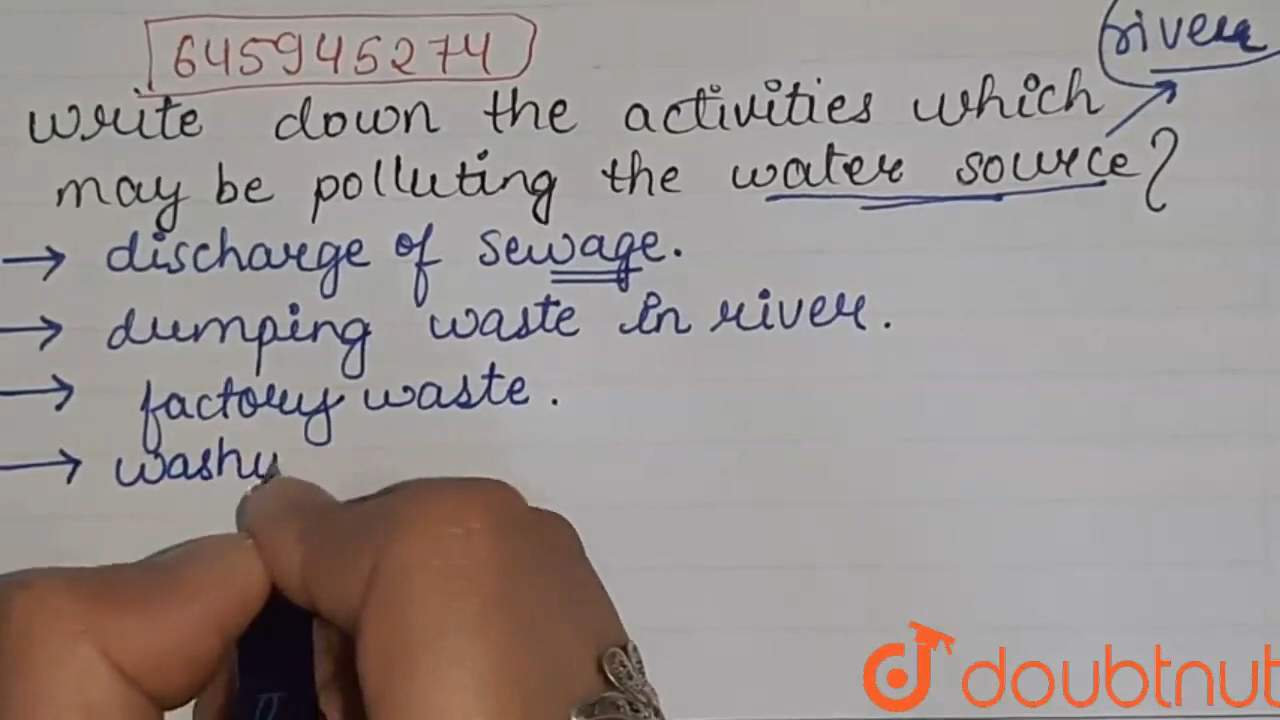 645945274
river
write down the activities which
may be polluting the water source?
→ discharge of sewage.
→ dumping waste in river.
→ factory waste.
→ washy
doubtnut